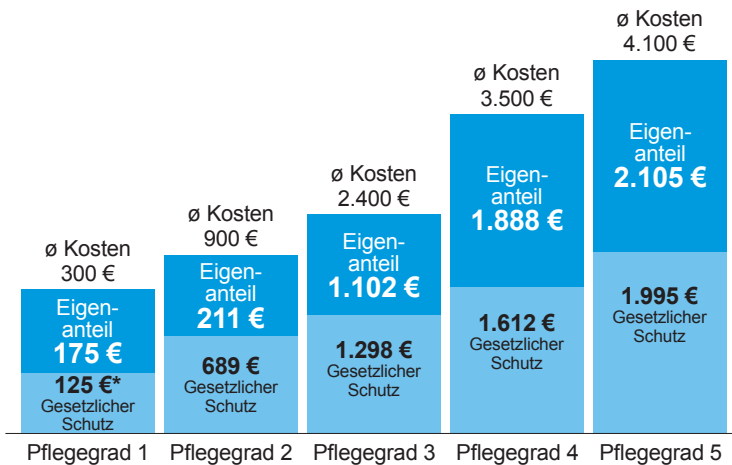 ø Kosten
300 €
Eigen-
anteil
175 €
125 €*
Gesetzlicher
Schutz
Pflegegrad 1
ø Kosten
900 €
Eigen-
anteil
211 €
689 €
Gesetzlicher
Schutz
Pflegegrad 2
ø Kosten
2.400 €
Eigen-
anteil
1.102 €
1.298 €
Gesetzlicher
Schutz
Pflegegrad 3
ø Kosten
3.500 €
Eigen-
anteil
1.888 €
1.612 €
Gesetzlicher
Schutz
Pflegegrad 4
ø Kosten
4.100 €
Eigen-
anteil
2.105 €
1.995 €
Gesetzlicher
Schutz
Pflegegrad 5